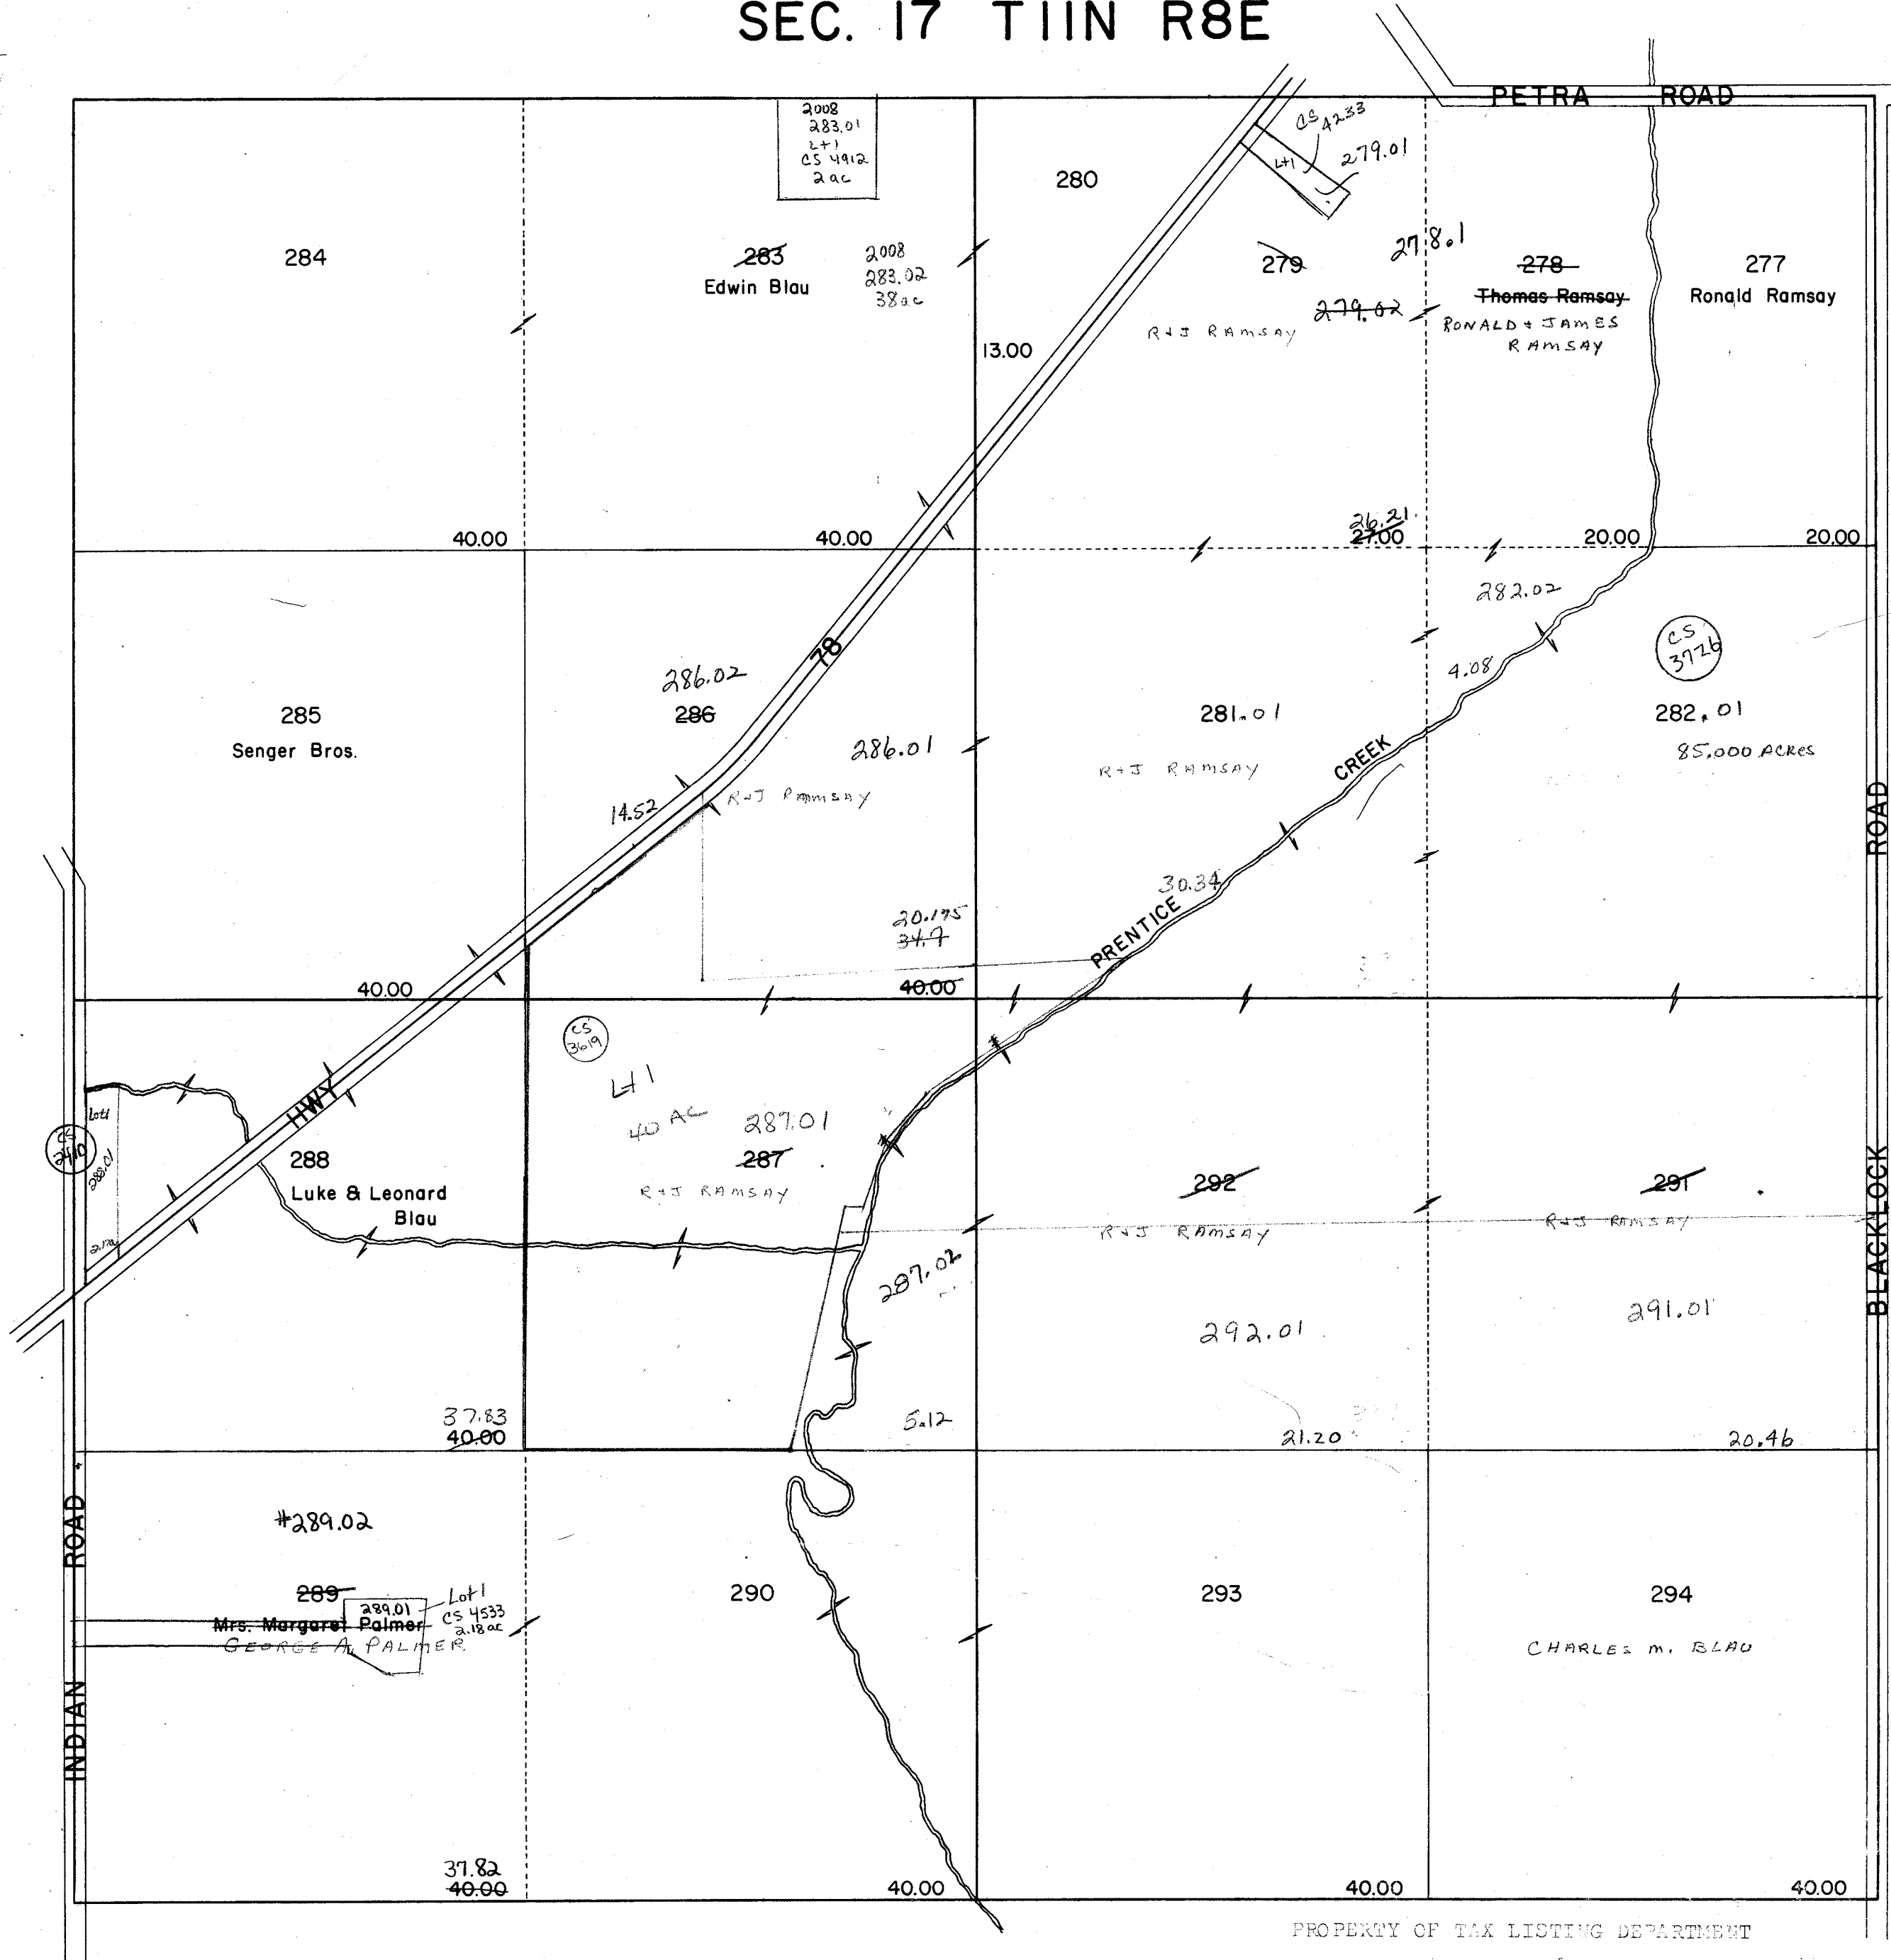 SEC. 17 T11N R8E
PETRA ROAD
2008
283.01
Lt 1
CS 4912
2 ac
CS 4233
Lt 1
279.01
280
284
283
Edwin Blau
2008
283.02
38 ac
279
279.02
278.1
278
Thomas Ramsay
RONALD & JAMES
RAMSAY
277
Ronald Ramsay
R+J RAMSAY
13.00
40.00
40.00
26.21
27.00
20.00
20.00
282.02
CS
3726
78
286.02
286
285
Senger Bros.
286.01
281.01
4.08
282.01
85.000 ACRES
R+J RAMSAY
CREEK
14.52
R+J RAMSAY
30.34
PRENTICE
20.175
34.7
40.00
40.00
ROAD
BLACKLOCK
CS
3619
Lt 1
40 AC
287.01
287
R+J RAMSAY
HWY
Lot 1
CS
2410
288.01
288
Luke & Leonard
Blau
292
R+J RAMSAY
291
R+J RAMSAY
287.02
292.01
291.01
37.83
40.00
5.12
21.20
20.46
#289.02
289
Mrs. Margaret Palmer
GEORGE A. PALMER
289.01
Lot 1
CS 4533
2.18 ac
290
293
294
CHARLES M. BLAU
INDIAN ROAD
37.82
40.00
40.00
40.00
40.00
PROPERTY OF TAX LISTING DEPARTMENT